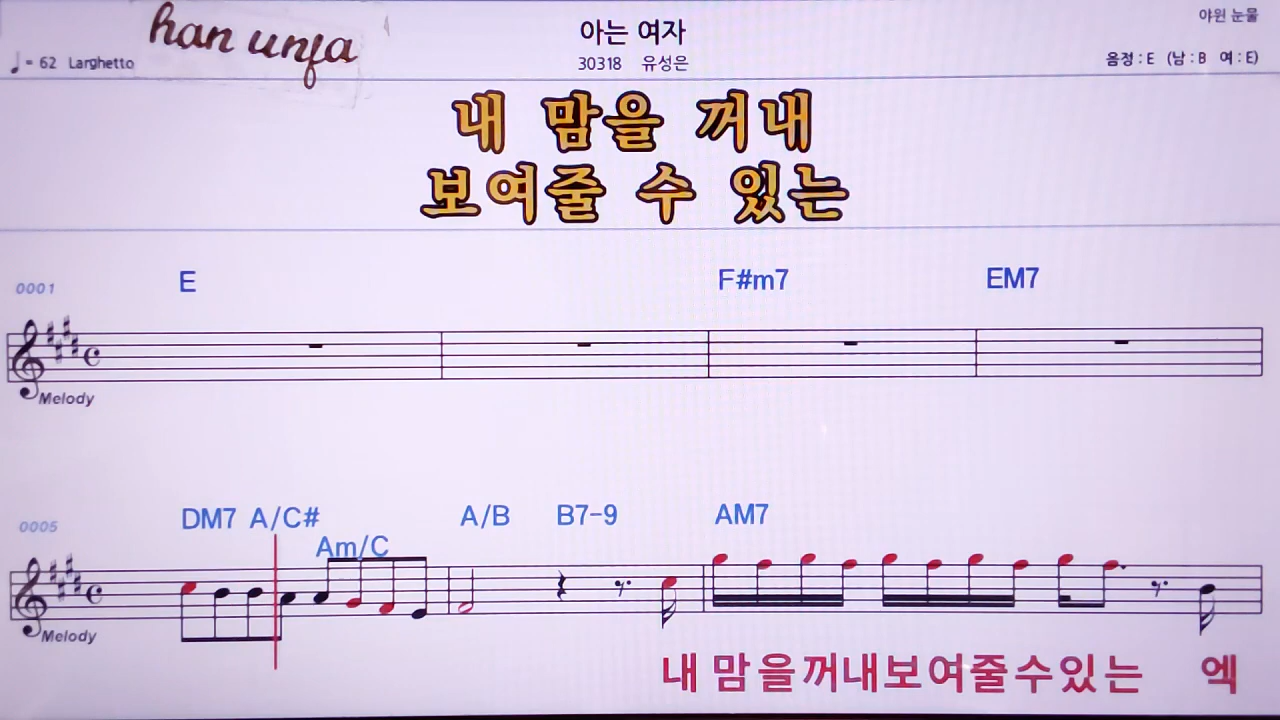 han unja
아는 여자
야윈 눈물
♩= 62 Larghetto
30318 유성은
음정 : E (남 : B 여 : E)
내 맘을 꺼내
보여줄 수 있는
0001
E F#m7 EM7
Melody
0005
DM7 A/C# Am/C A/B B7-9 AM7
Melody
내 맘을꺼내보여줄수있는 엑